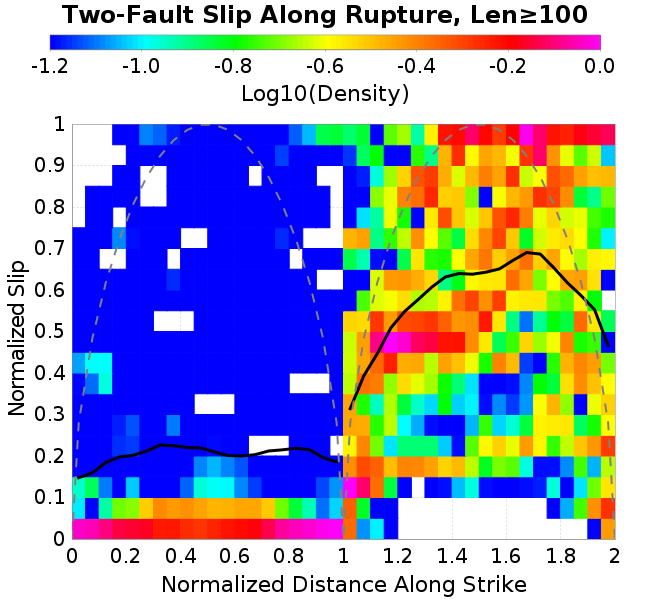 Two-Fault Slip Along Rupture, Len≥100
-1.2 -1.0 -0.8 -0.6 -0.4 -0.2 0.0
Log10(Density)
1
0.9
0.8
0.7
0.6
0.5
0.4
0.3
0.2
0.1
0
Normalized Slip
0 0.2 0.4 0.6 0.8 1 1.2 1.4 1.6 1.8 2
Normalized Distance Along Strike